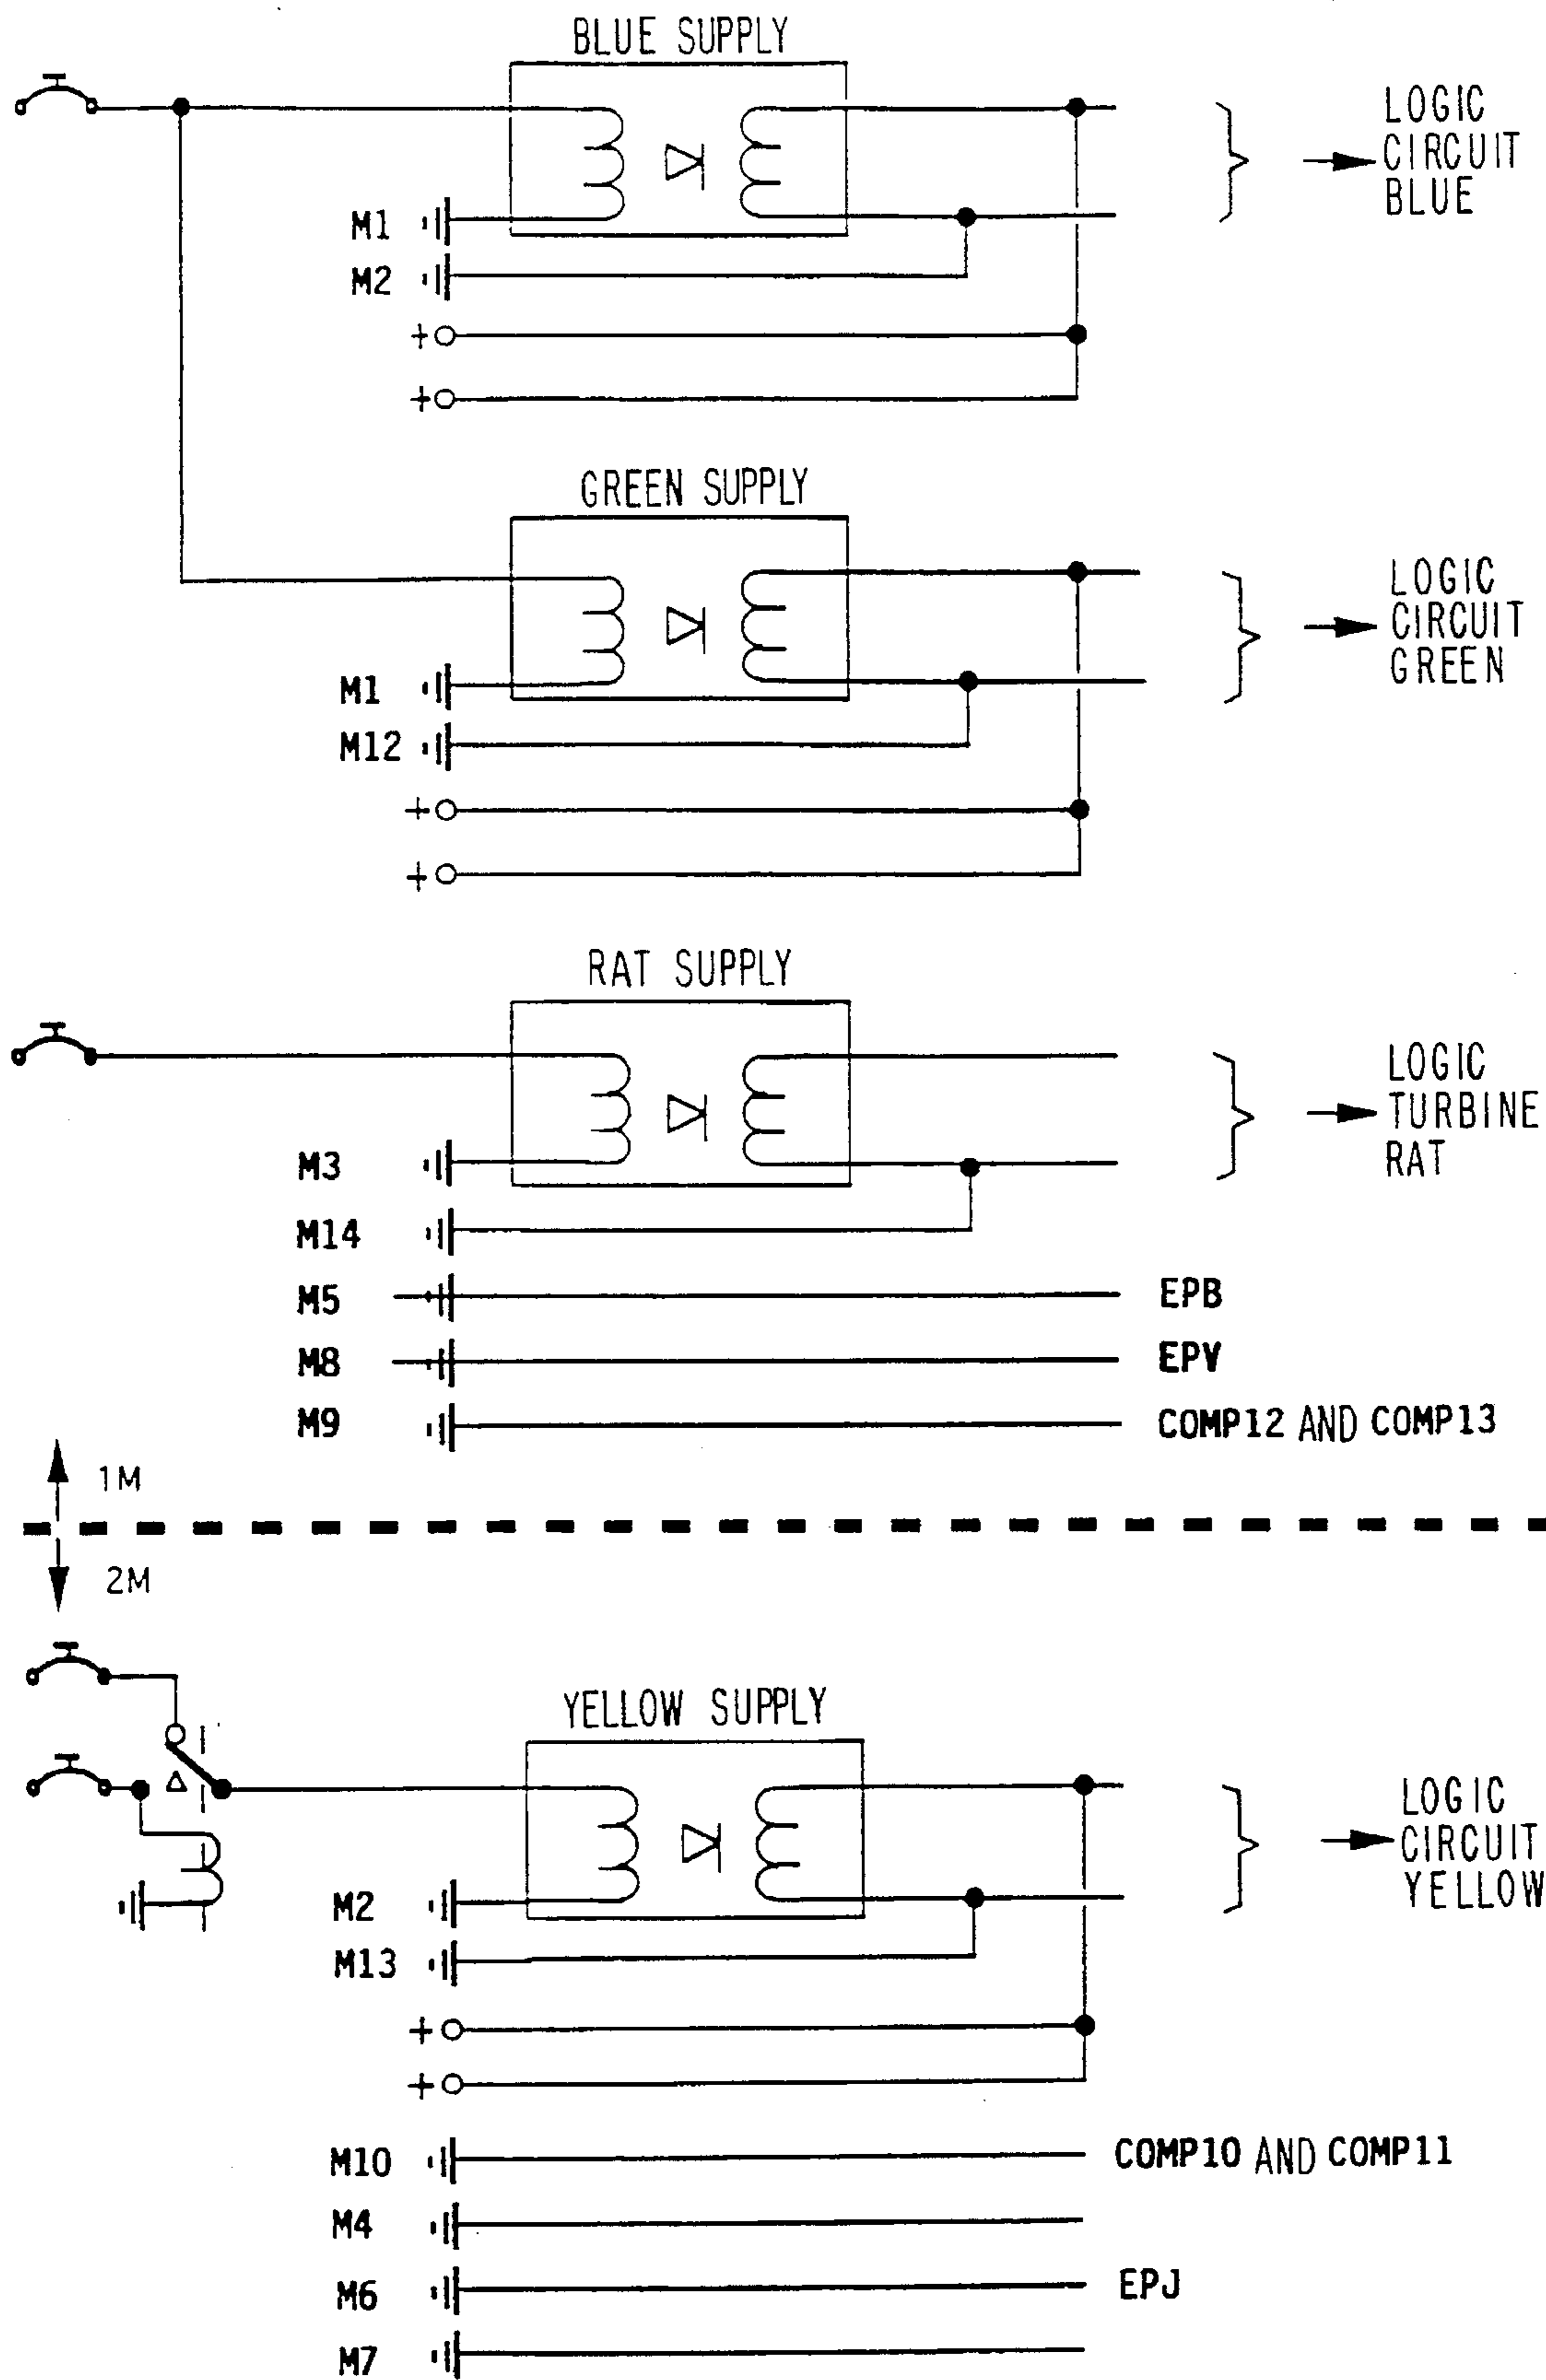 BLUE SUPPLY
LOGIC
CIRCUIT
BLUE
M1
M2
+
+
GREEN SUPPLY
LOGIC
CIRCUIT
GREEN
M1
M12
+
+
RAT SUPPLY
LOGIC
TURBINE
RAT
M3
M14
M5 EPB
M8 EPV
M9 COMP12 AND COMP13
1M
2M
YELLOW SUPPLY
LOGIC
CIRCUIT
YELLOW
M2
M13
+
+
M10 COMP10 AND COMP11
M4
M6 EPJ
M7